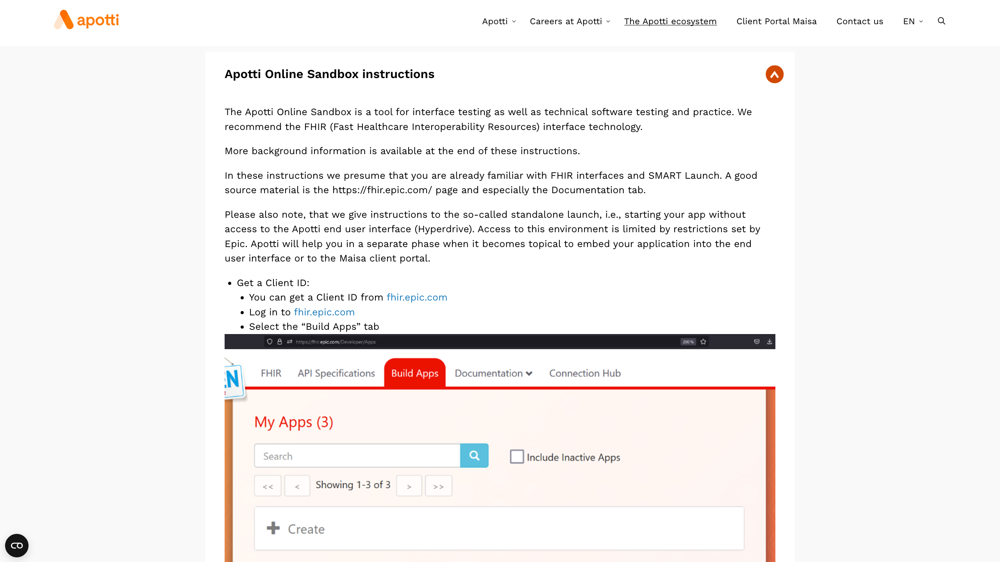 apotti
Apotti
Careers at Apotti
The Apotti ecosystem
Client Portal Maisa
Contact us
EN
Apotti Online Sandbox instructions
The Apotti Online Sandbox is a tool for interface testing as well as technical software testing and practice. We
recommend the FHIR (Fast Healthcare Interoperability Resources) interface technology.
More background information is available at the end of these instructions.
In these instructions we presume that you are already familiar with FHIR interfaces and SMART Launch. A good
source material is the https://fhir.epic.com/ page and especially the Documentation tab.
Please also note, that we give instructions to the so-called standalone launch, i.e., starting your app without
access to the Apotti end user interface (Hyperdrive). Access to this environment is limited by restrictions set by
Epic. Apotti will help you in a separate phase when it becomes topical to embed your application into the end
user interface or to the Maisa client portal.
Get a Client ID:
You can get a Client ID from fhir.epic.com
Log in to fhir.epic.com
Select the “Build Apps” tab
https://fhir.epic.com/Developer/Apps
200%
FHIR
API Specifications
Build Apps
Documentation
Connection Hub
My Apps (3)
Search
Include Inactive Apps
<< < Showing 1-3 of 3 > >>
Create